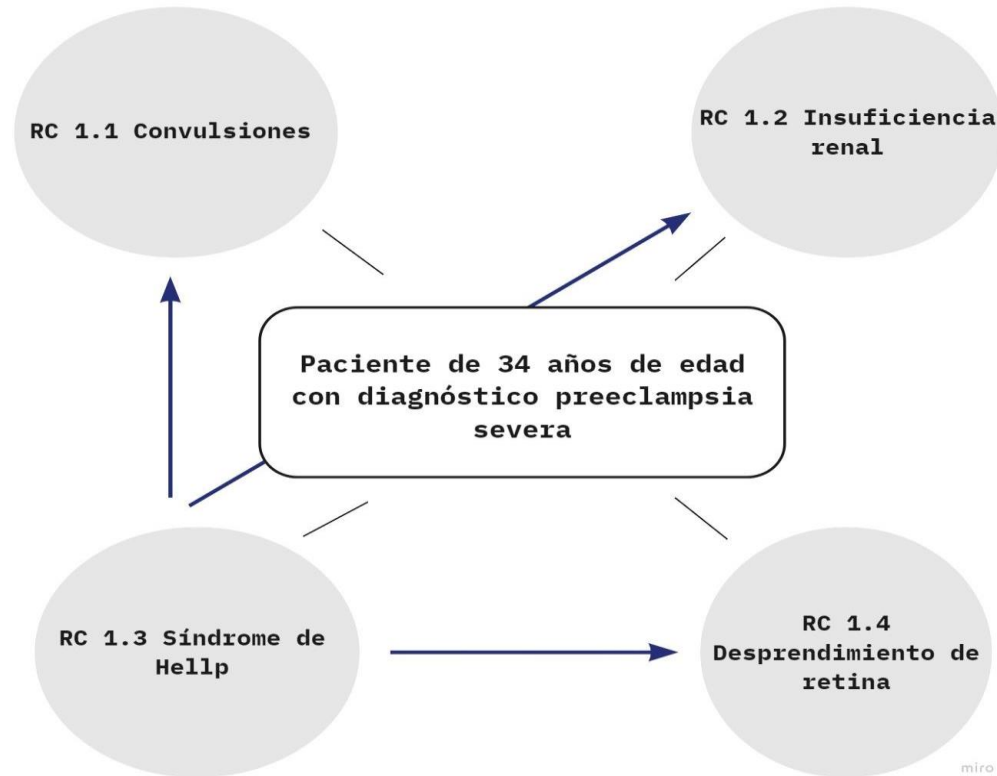 RC 1.1 Convulsiones
RC 1.2 Insuficiencia
renal
Paciente de 34 años de edad
con diagnóstico preeclampsia
severa
RC 1.3 Síndrome de
Hellp
RC 1.4
Desprendimiento de
retina
miro